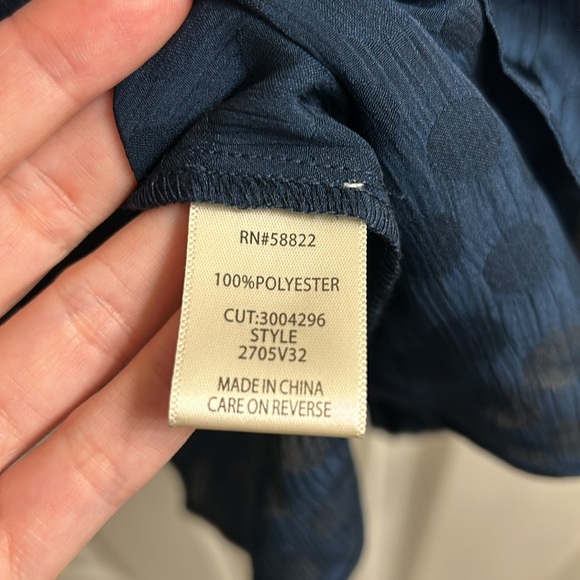 RN#58822
100%POLYESTER
CUT:3004296
STYLE
2705V32
MADE IN CHINA
CARE ON REVERSE